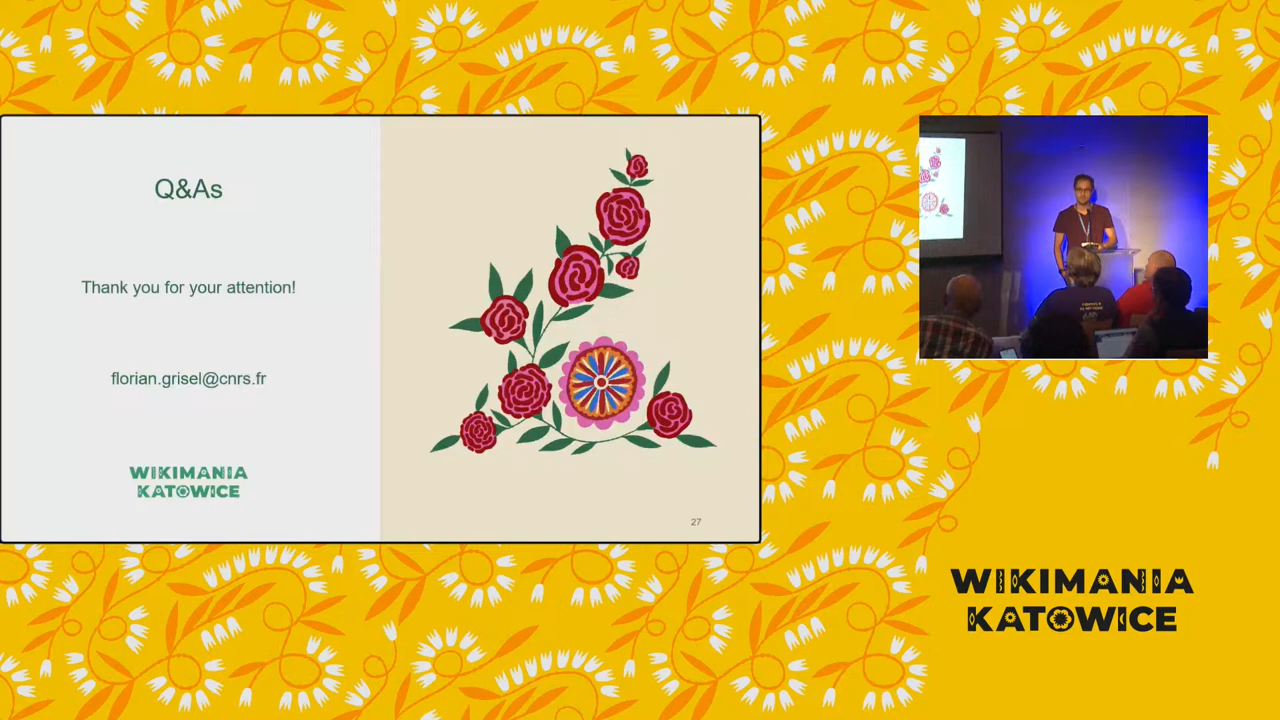 Q&As
Thank you for your attention!
florian.grisel@cnrs.fr
WIKIMANIA
KATOWICE
27
WIKIMANIA
KATOWICE